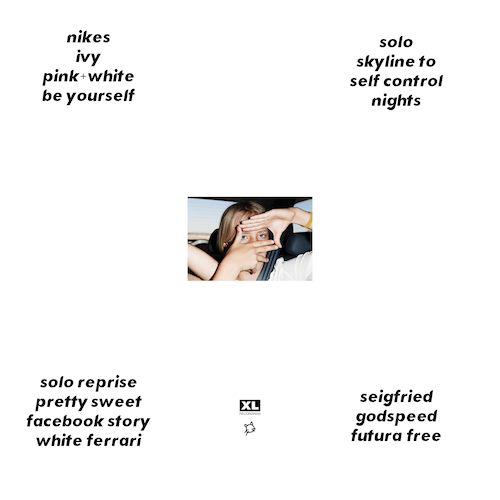 nikes
ivy
pink+white
be yourself
solo
skyline to
self control
nights
solo reprise
pretty sweet
facebook story
white ferrari
XL
RECORDINGS
seigfried
godspeed
futura free